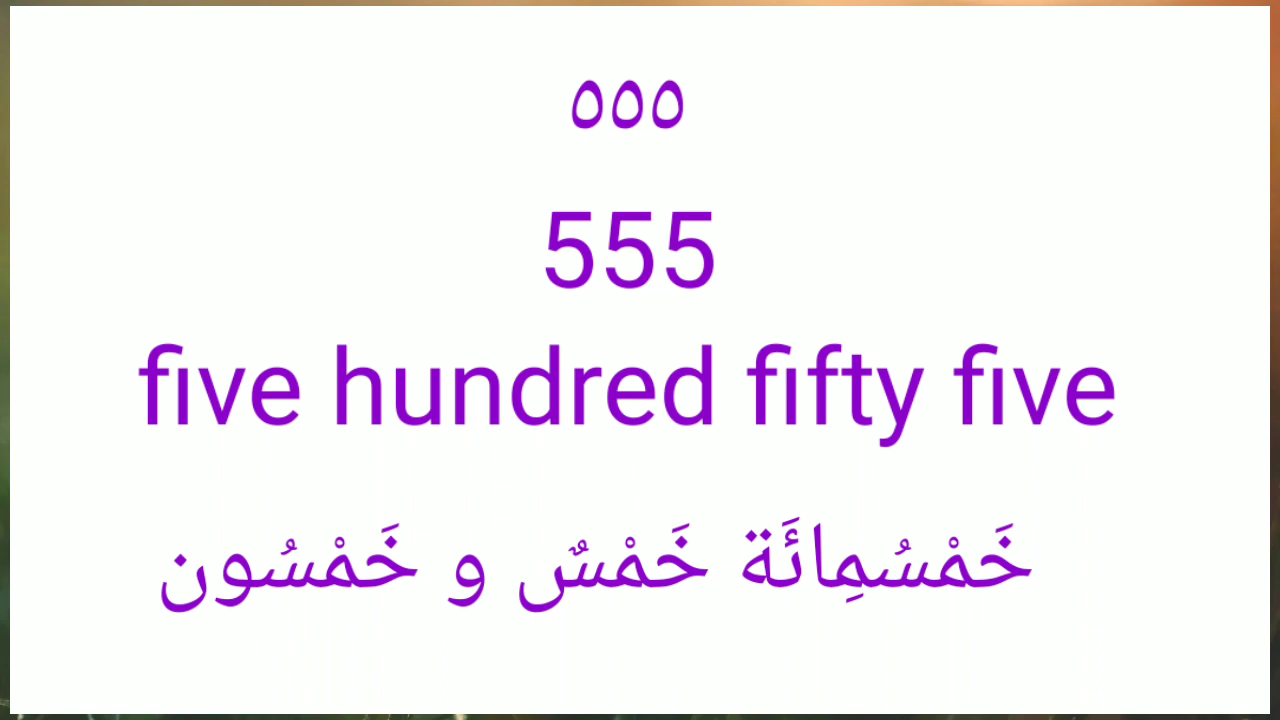 ٥٥٥
555
five hundred fifty five
خَمْسُمِائَة خَمْسٌ و خَمْسُون